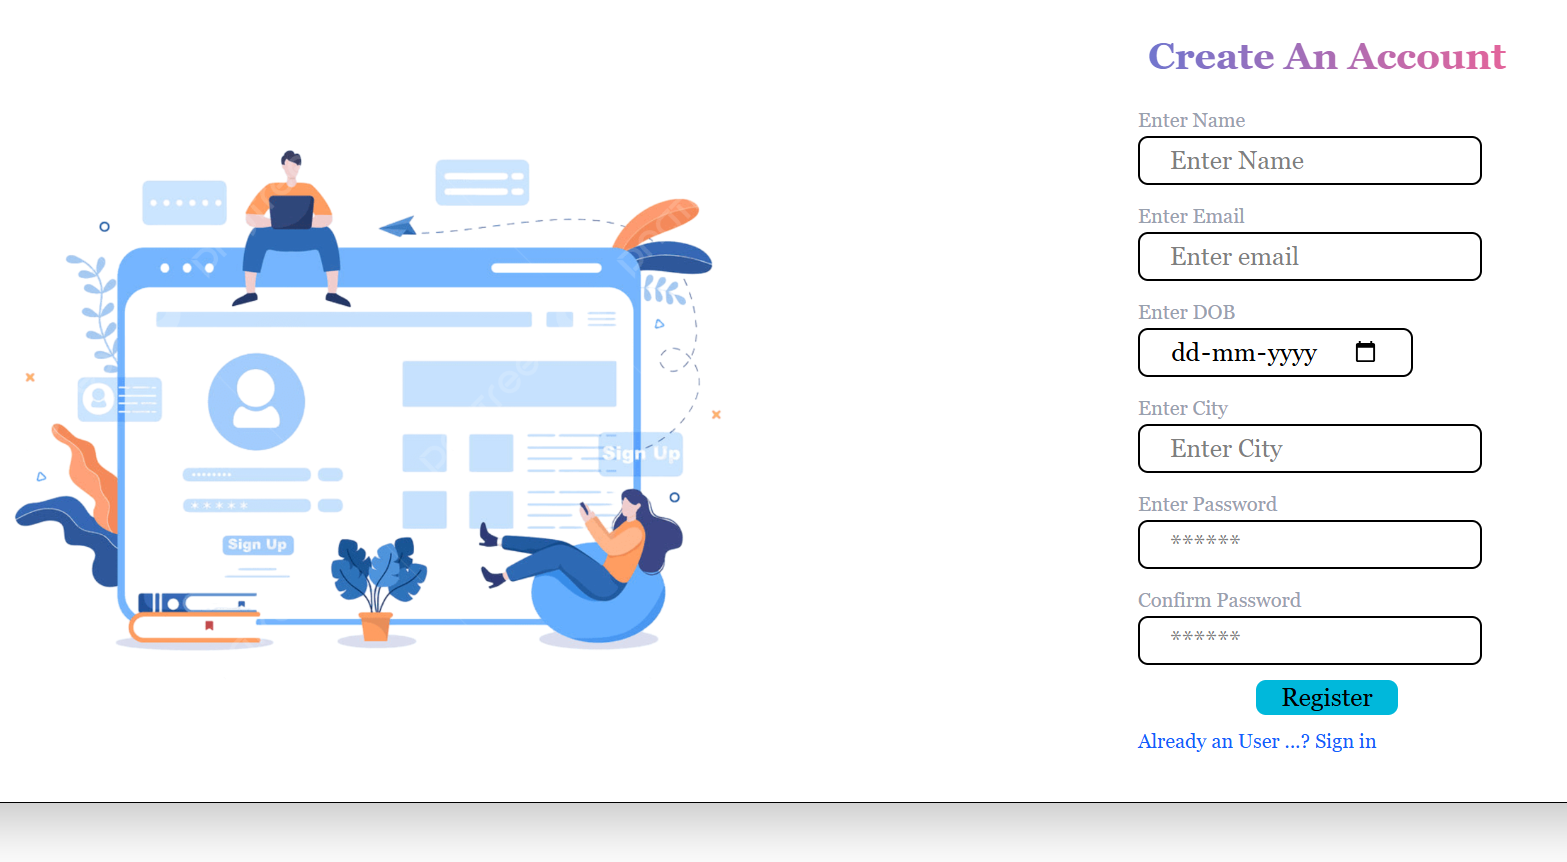 Create An Account
Enter Name
Enter Name
Enter Email
Enter email
Enter DOB
dd-mm-yyyy
Enter City
Enter City
Enter Password
******
Confirm Password
******
Register
Already an User ...? Sign in
Sign Up
Sign Up